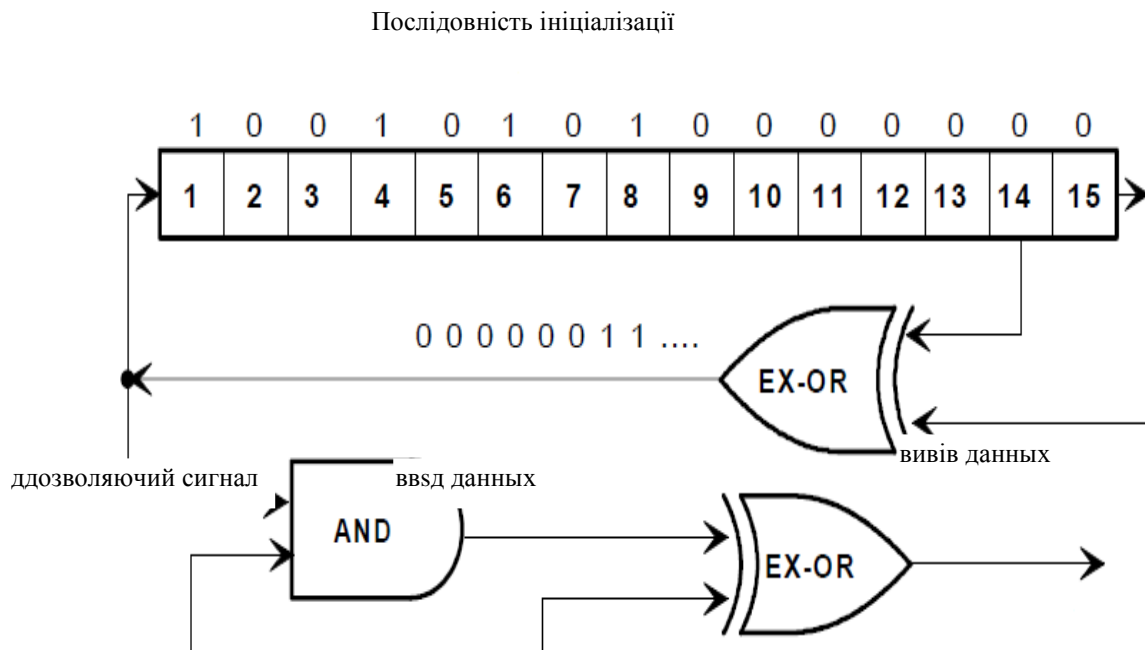 Послідовність ініціалізації
1 0 0 1 0 1 0 1 0 0 0 0 0 0 0
1 2 3 4 5 6 7 8 9 10 11 12 13 14 15
0 0 0 0 0 0 1 1 ....
EX-OR
вивів данных
ддозволяючий сигнал
ввsд данных
AND
EX-OR